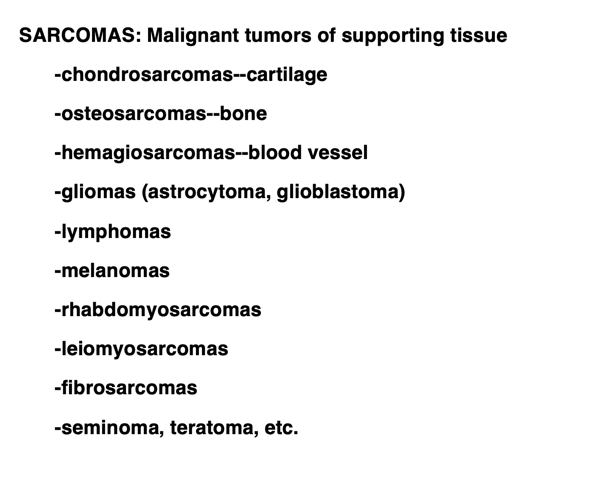 SARCOMAS: Malignant tumors of supporting tissue
-chondrosarcomas--cartilage
-osteosarcomas--bone
-hemagiosarcomas--blood vessel
-gliomas (astrocytoma, glioblastoma)
-lymphomas
-melanomas
-rhabdomyosarcomas
-leiomyosarcomas
-fibrosarcomas
-seminoma, teratoma, etc.